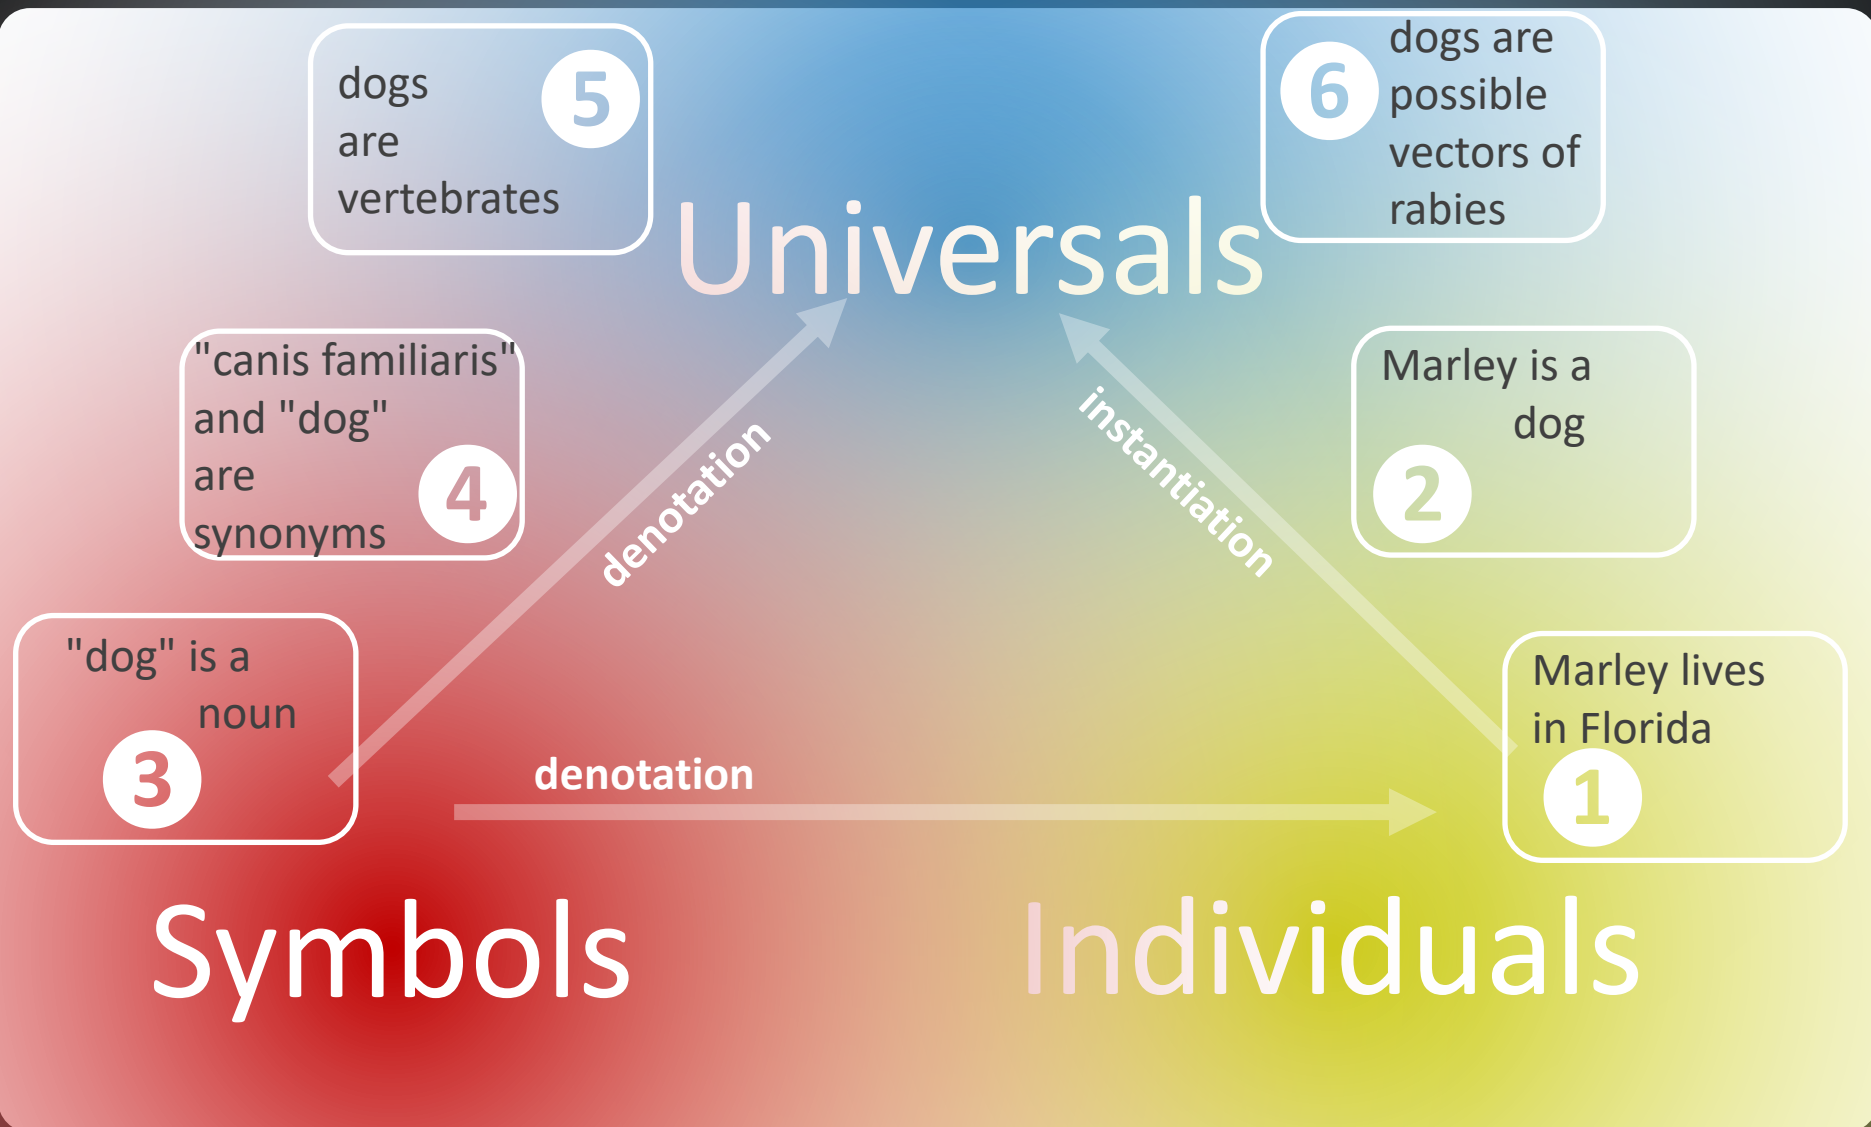 dogs
are
vertebrates
5
6
dogs are
possible
vectors of
rabies
Universals
"canis familiaris"
and "dog"
are
synonyms
4
denotation
instantiation
Marley is a
dog
2
"dog" is a
noun
3
denotation
Marley lives
in Florida
1
Symbols
Individuals